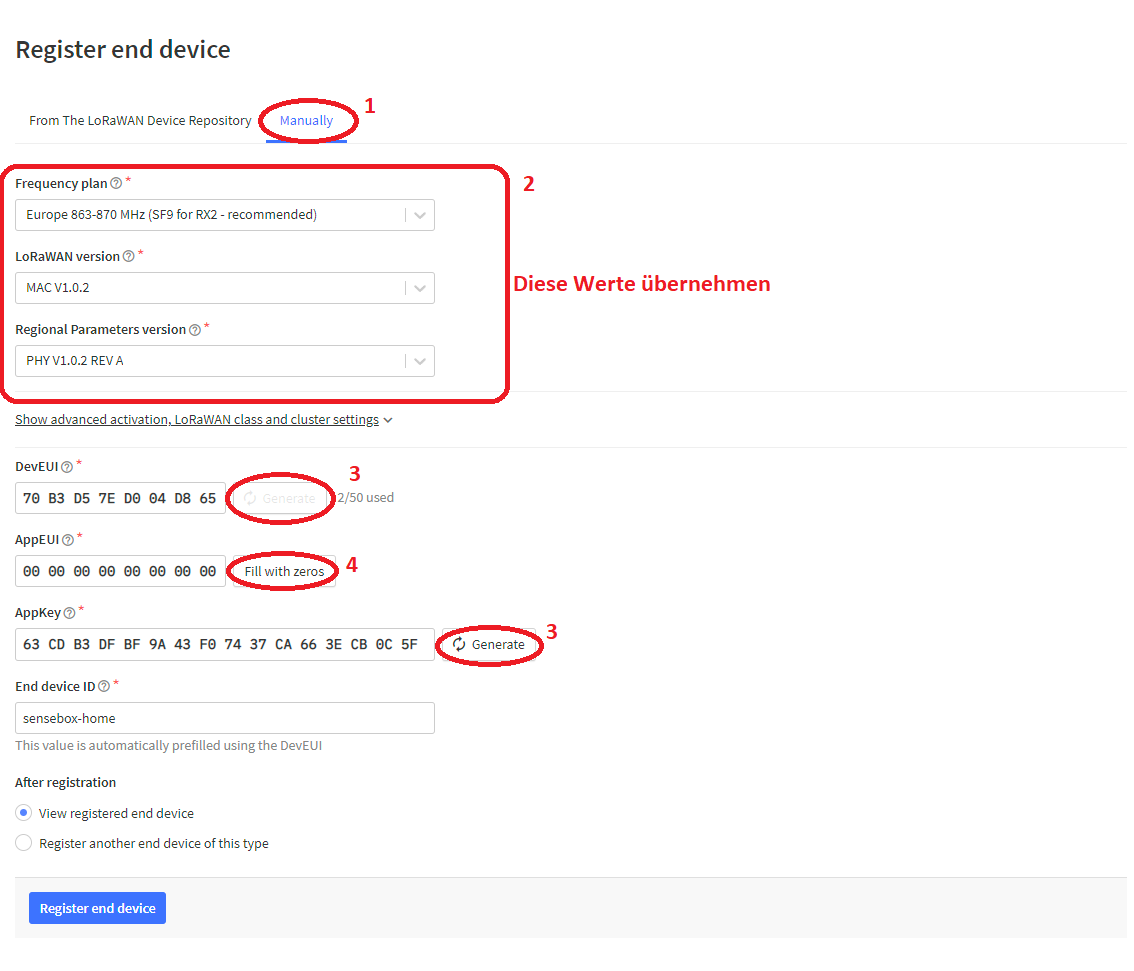 Register end device
From The LoRaWAN Device Repository Manually 1
Frequency plan * 2
Europe 863-870 MHz (SF9 for RX2 - recommended)
LoRaWAN version *
Diese Werte übernehmen
MAC V1.0.2
Regional Parameters version *
PHY V1.0.2 REV A
Show advanced activation, LoRaWAN class and cluster settings
DevEUI * 3
70 B3 D5 7E D0 04 D8 65 Generate 2/50 used
AppEUI *
00 00 00 00 00 00 00 00 Fill with zeros 4
AppKey *
63 CD B3 DF BF 9A 43 F0 74 37 CA 66 3E CB 0C 5F Generate 3
End device ID *
sensebox-home
This value is automatically prefilled using the DevEUI
After registration
View registered end device
Register another end device of this type
Register end device